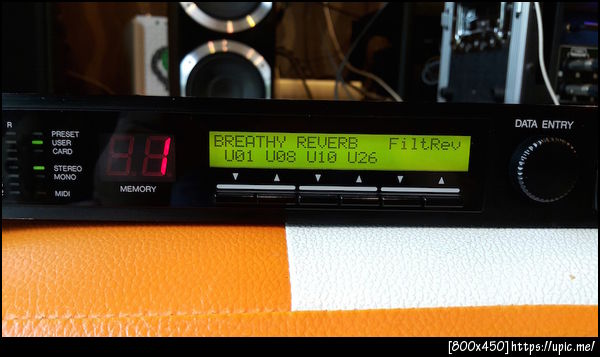 R
PRESET
USER
CARD
STEREO
MONO
MIDI
1
MEMORY
BREATHY REVERB FiltRev
U01 U08 U10 U26
DATA ENTRY
[800x450]https://upic.me/